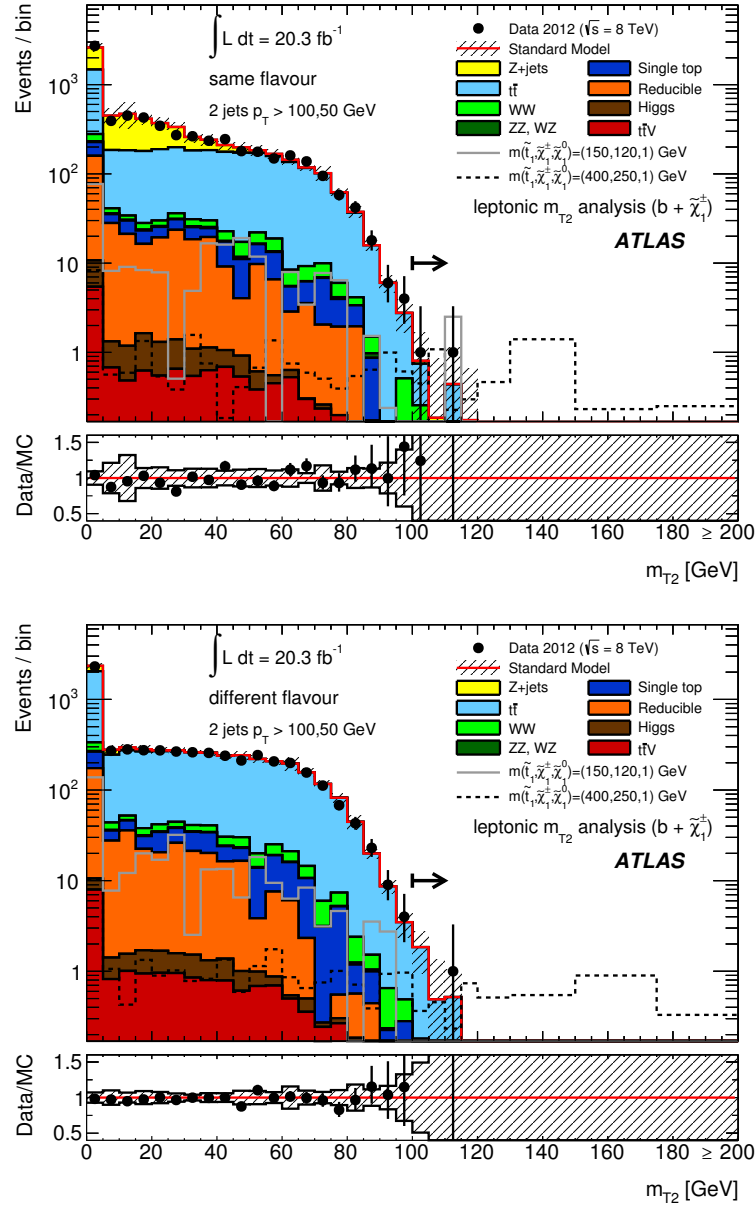 Events / bin
10³
10²
10
1
∫ L dt = 20.3 fb⁻¹
same flavour
2 jets p_T > 100,50 GeV
Data 2012 (√s = 8 TeV)
Standard Model
Z+jets Single top
tt̄ Reducible
WW Higgs
ZZ, WZ tt̄V
m(t̃₁,χ̃₁±,χ̃₁⁰)=(150,120,1) GeV
m(t̃₁,χ̃₁±,χ̃₁⁰)=(400,250,1) GeV
leptonic m_T2 analysis (b + χ̃₁±)
ATLAS
Data/MC
1.5
1
0.5
0 20 40 60 80 100 120 140 160 180 ≥ 200
m_T2 [GeV]
Events / bin
10³
10²
10
1
∫ L dt = 20.3 fb⁻¹
different flavour
2 jets p_T > 100,50 GeV
Data 2012 (√s = 8 TeV)
Standard Model
Z+jets Single top
tt̄ Reducible
WW Higgs
ZZ, WZ tt̄V
m(t̃₁,χ̃₁±,χ̃₁⁰)=(150,120,1) GeV
m(t̃₁,χ̃₁±,χ̃₁⁰)=(400,250,1) GeV
leptonic m_T2 analysis (b + χ̃₁±)
ATLAS
Data/MC
1.5
1
0.5
0 20 40 60 80 100 120 140 160 180 ≥ 200
m_T2 [GeV]